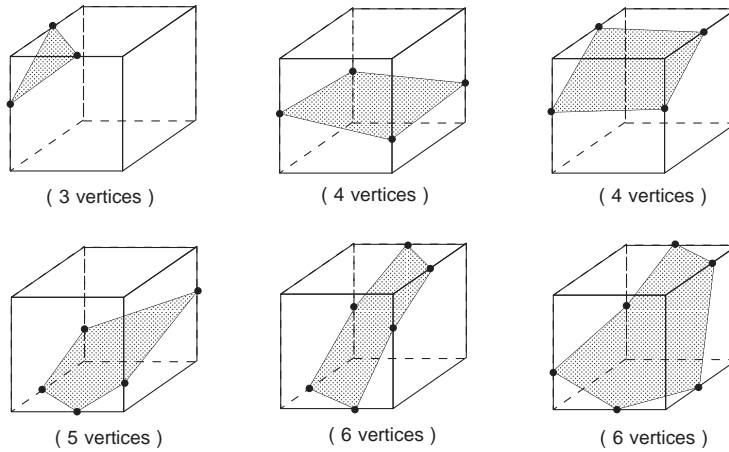 ( 3 vertices )
( 4 vertices )
( 4 vertices )
( 5 vertices )
( 6 vertices )
( 6 vertices )